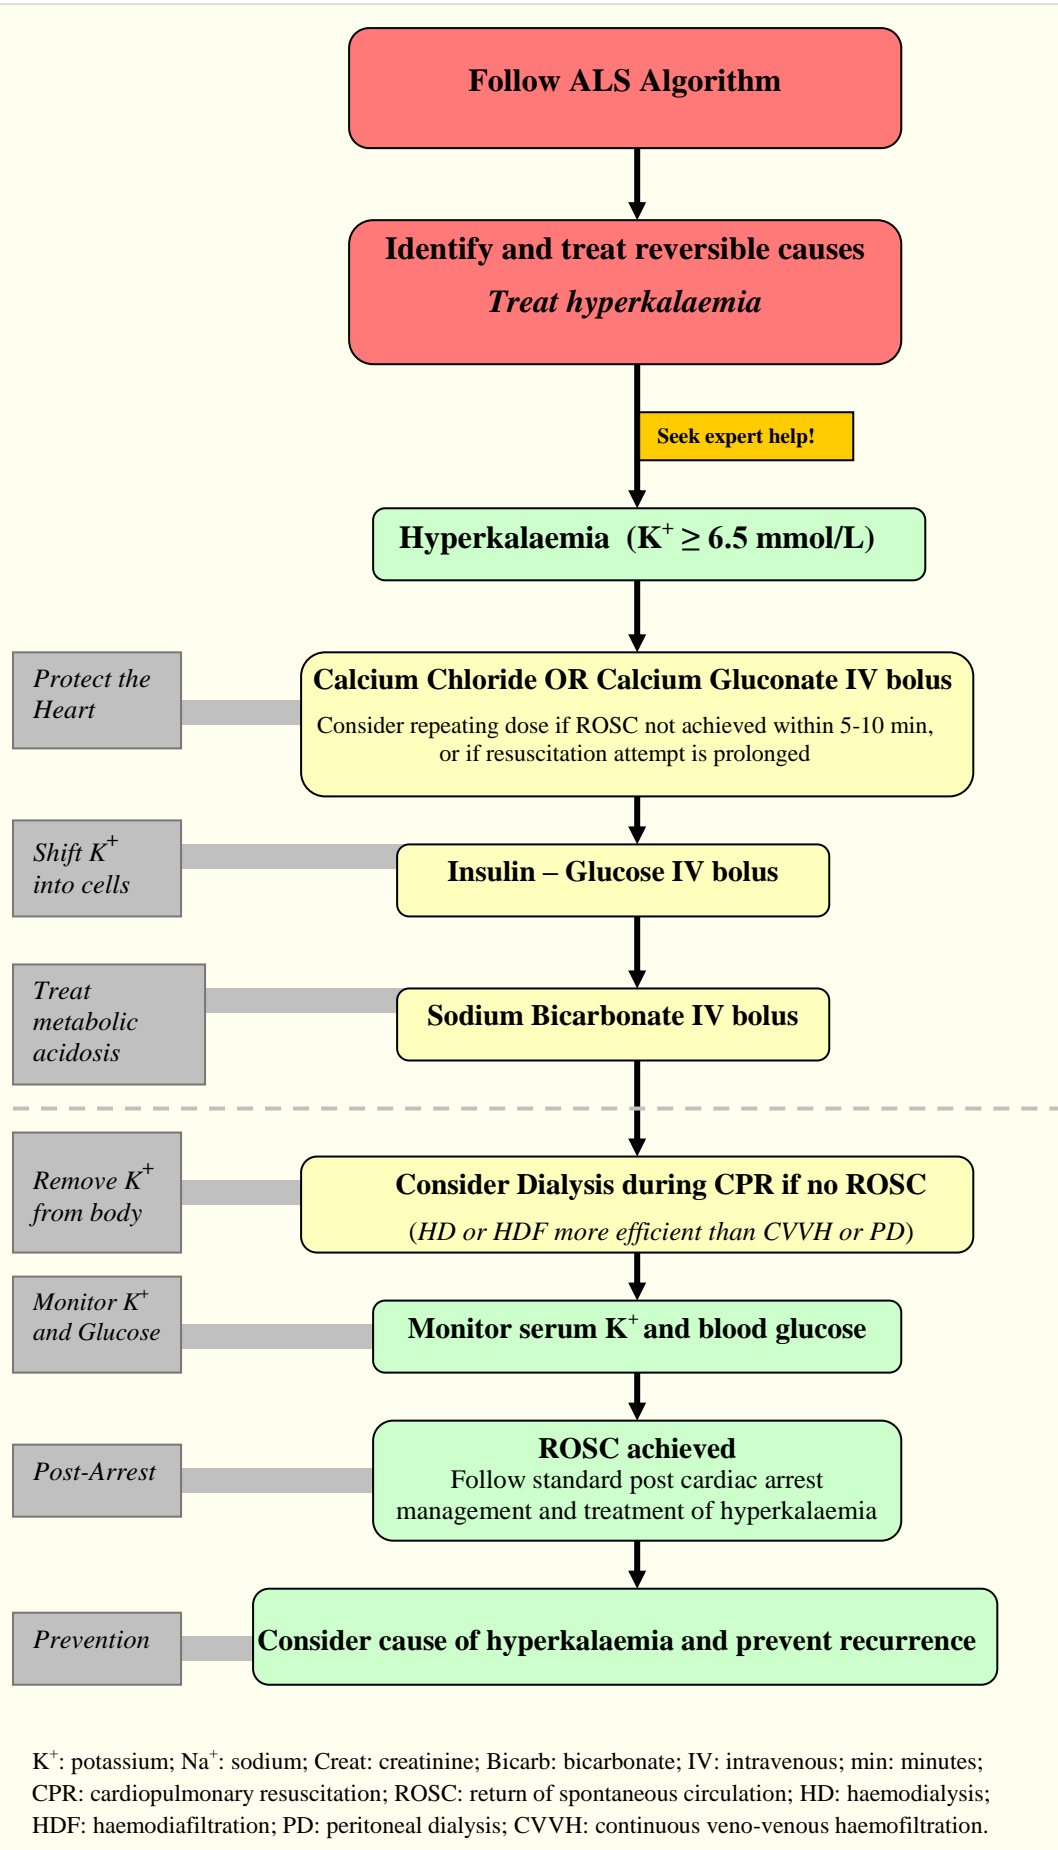 Follow ALS Algorithm
Identify and treat reversible causes
Treat hyperkalaemia
Seek expert help!
Hyperkalaemia (K⁺ ≥ 6.5 mmol/L)
Protect the
Heart
Calcium Chloride OR Calcium Gluconate IV bolus
Consider repeating dose if ROSC not achieved within 5-10 min,
or if resuscitation attempt is prolonged
Shift K⁺
into cells
Insulin – Glucose IV bolus
Treat
metabolic
acidosis
Sodium Bicarbonate IV bolus
Remove K⁺
from body
Consider Dialysis during CPR if no ROSC
(HD or HDF more efficient than CVVH or PD)
Monitor K⁺
and Glucose
Monitor serum K⁺ and blood glucose
Post-Arrest
ROSC achieved
Follow standard post cardiac arrest
management and treatment of hyperkalaemia
Prevention
Consider cause of hyperkalaemia and prevent recurrence
K⁺: potassium; Na⁺: sodium; Creat: creatinine; Bicarb: bicarbonate; IV: intravenous; min: minutes;
CPR: cardiopulmonary resuscitation; ROSC: return of spontaneous circulation; HD: haemodialysis;
HDF: haemodiafiltration; PD: peritoneal dialysis; CVVH: continuous veno-venous haemofiltration.